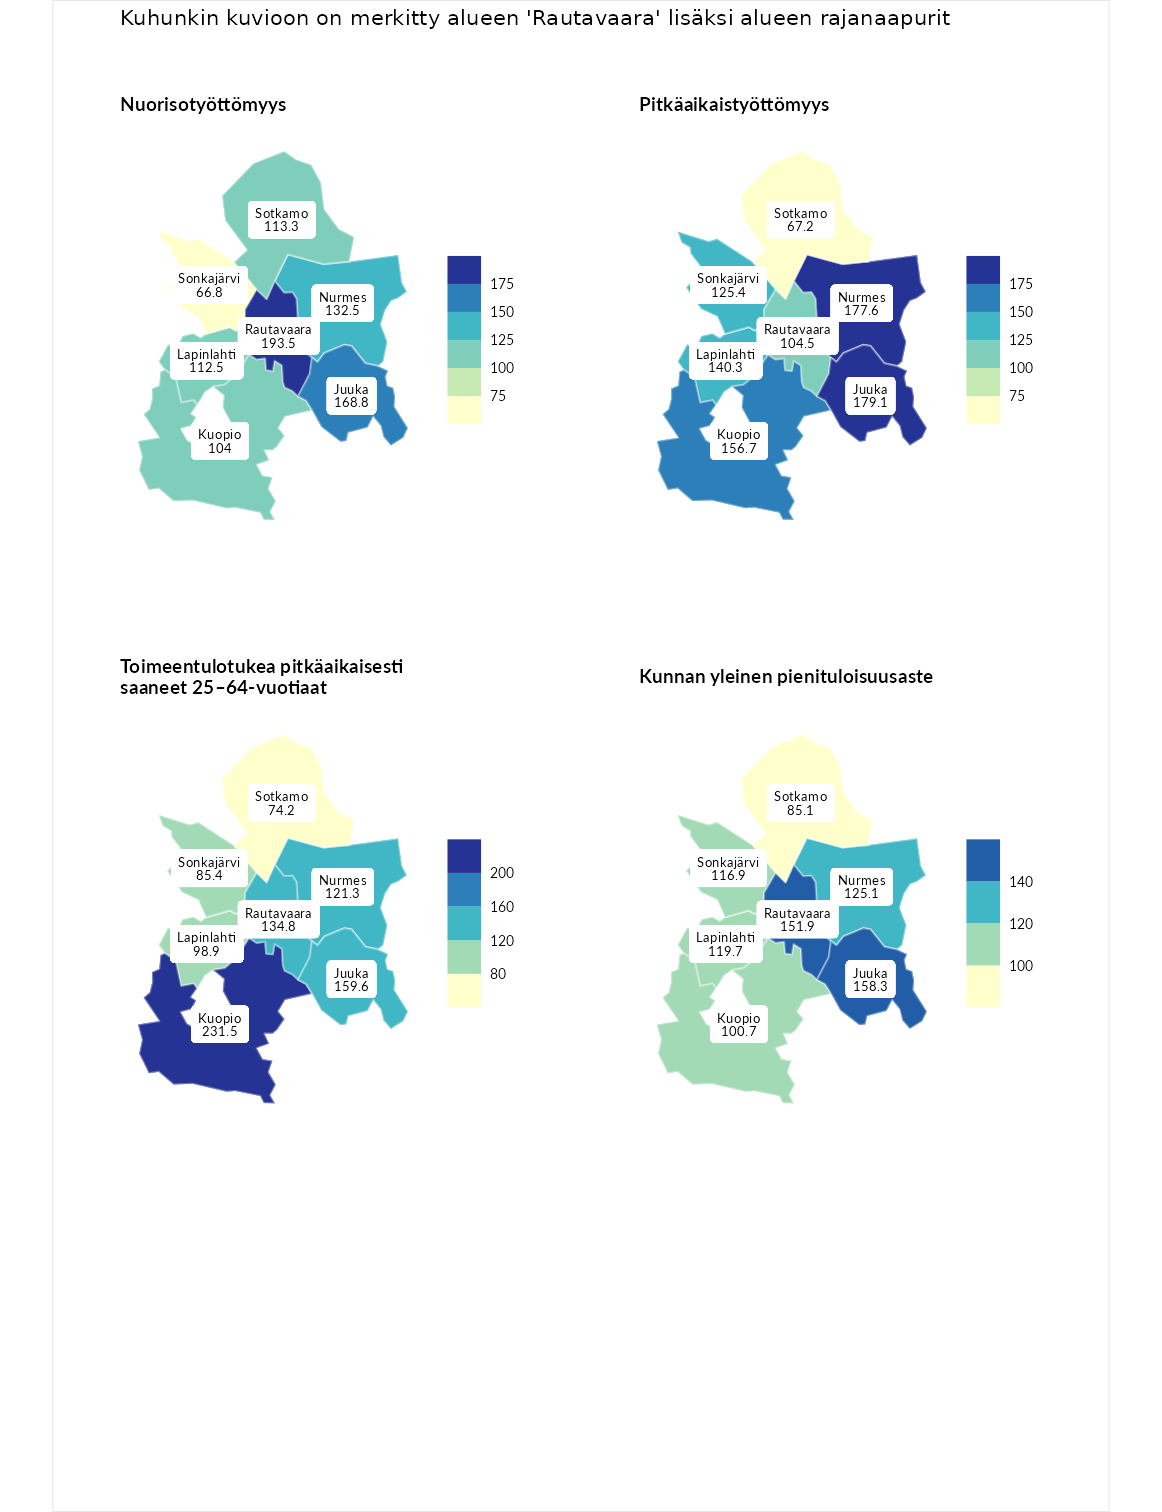 Kuhunkin kuvioon on merkitty alueen 'Rautavaara' lisäksi alueen rajanaapurit
Nuorisotyöttömyys
Sotkamo
113.3
Sonkajärvi
66.8
Nurmes
132.5
Rautavaara
193.5
Lapinlahti
112.5
Juuka
168.8
Kuopio
104
175
150
125
100
75
Pitkäaikaistyöttömyys
Sotkamo
67.2
Sonkajärvi
125.4
Nurmes
177.6
Rautavaara
104.5
Lapinlahti
140.3
Juuka
179.1
Kuopio
156.7
175
150
125
100
75
Toimeentulotukea pitkäaikaisesti
saaneet 25–64-vuotiaat
Sotkamo
74.2
Sonkajärvi
85.4
Nurmes
121.3
Rautavaara
134.8
Lapinlahti
98.9
Juuka
159.6
Kuopio
231.5
200
160
120
80
Kunnan yleinen pienituloisuusaste
Sotkamo
85.1
Sonkajärvi
116.9
Nurmes
125.1
Rautavaara
151.9
Lapinlahti
119.7
Juuka
158.3
Kuopio
100.7
140
120
100